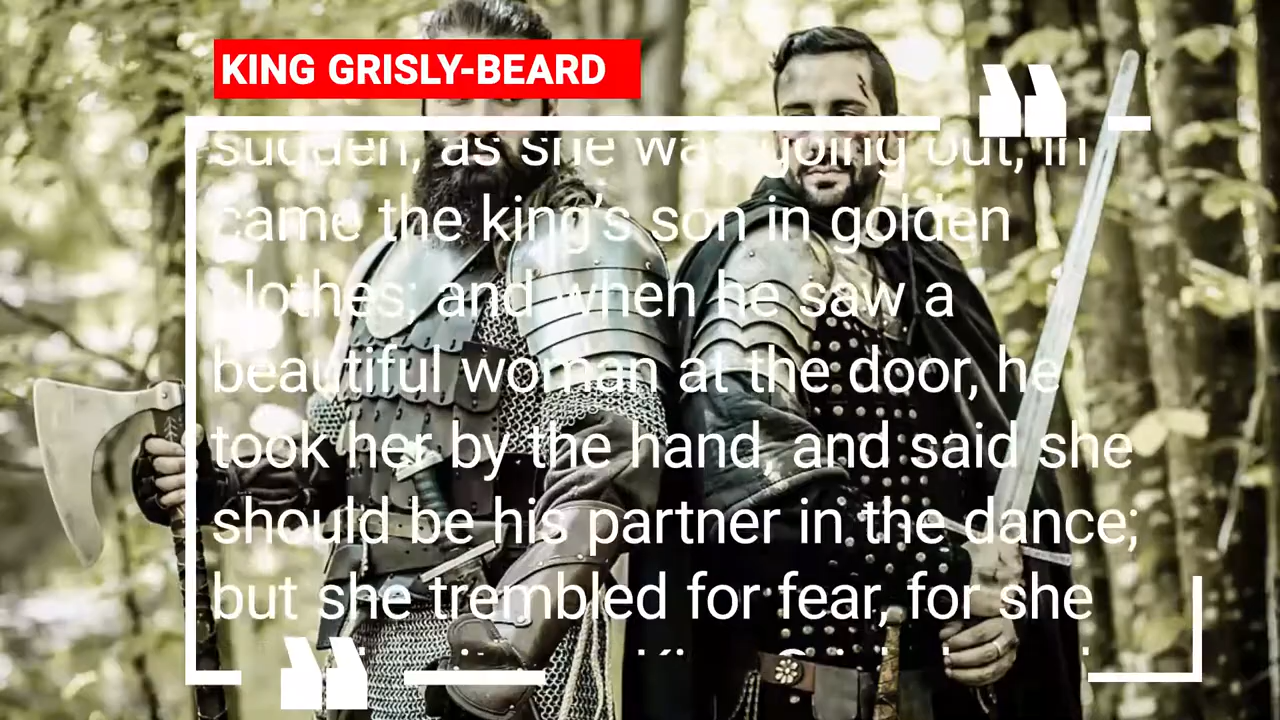 KING GRISLY-BEARD
sudden, as she was going out, in
came the king's son in golden
clothes; and when he saw a
beautiful woman at the door, he
took her by the hand, and said she
should be his partner in the dance;
but she trembled for fear, for she